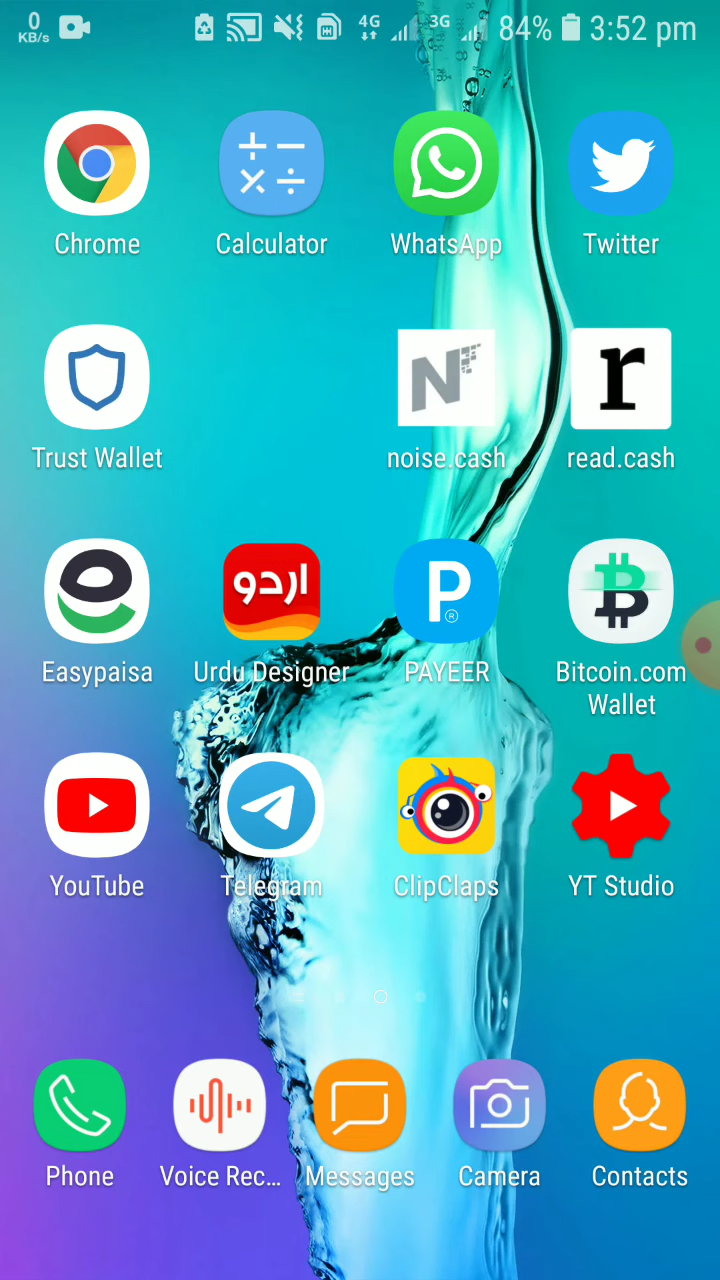 0
KB/s
4G
3G
84%
3:52 pm
Chrome
Calculator
WhatsApp
Twitter
N
r
Trust Wallet
noise.cash
read.cash
e
اردو
P
®
Easypaisa
Urdu Designer
PAYEER
Bitcoin.com
Wallet
YouTube
Telegram
ClipClaps
YT Studio
Phone
Voice Rec...
Messages
Camera
Contacts